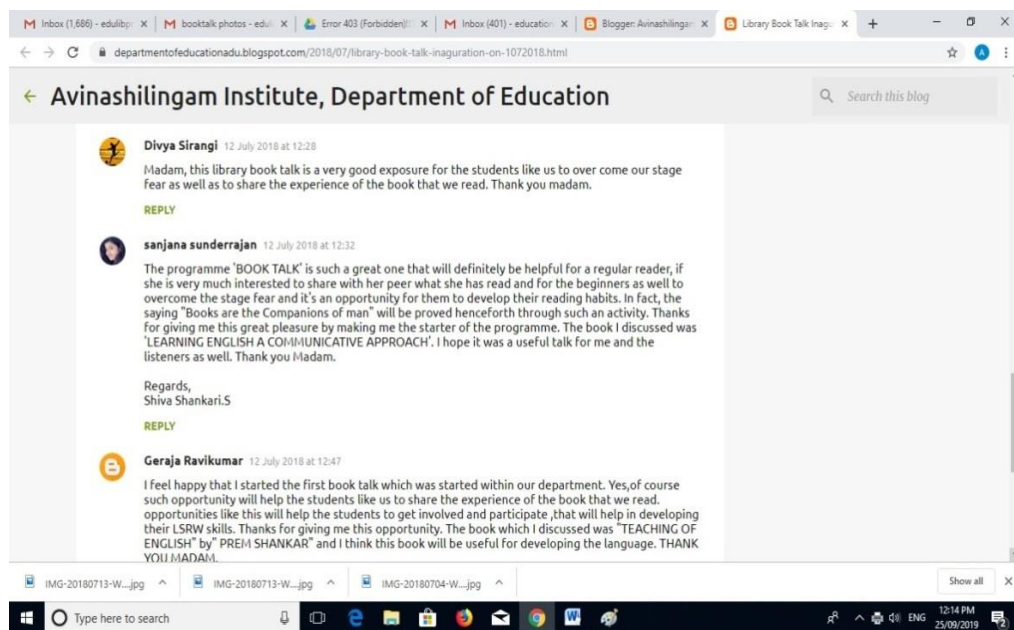 Inbox (1,686) - edulibp
booktalk photos - edu
Error 403 (Forbidden)!
Inbox (401) - education
Blogger: Avinashilingar
Library Book Talk Inagu
departmentofeducationadu.blogspot.com/2018/07/library-book-talk-inaguration-on-1072018.html
A
Avinashilingam Institute, Department of Education
Search this blog
Divya Sirangi 12 July 2018 at 12:28
Madam, this library book talk is a very good exposure for the students like us to over come our stage
fear as well as to share the experience of the book that we read. Thank you madam.
REPLY
sanjana sunderrajan 12 July 2018 at 12:32
The programme 'BOOK TALK' is such a great one that will definitely be helpful for a regular reader, if
she is very much interested to share with her peer what she has read and for the beginners as well to
overcome the stage fear and it's an opportunity for them to develop their reading habits. In fact, the
saying "Books are the Companions of man" will be proved henceforth through such an activity. Thanks
for giving me this great pleasure by making me the starter of the programme. The book I discussed was
'LEARNING ENGLISH A COMMUNICATIVE APPROACH'. I hope it was a useful talk for me and the
listeners as well. Thank you Madam.
Regards,
Shiva Shankari.S
REPLY
Geraja Ravikumar 12 July 2018 at 12:47
I feel happy that I started the first book talk which was started within our department. Yes,of course
such opportunity will help the students like us to share the experience of the book that we read.
opportunities like this will help the students to get involved and participate ,that will help in developing
their LSRW skills. Thanks for giving me this opportunity. The book which I discussed was "TEACHING OF
ENGLISH" by" PREM SHANKAR" and I think this book will be useful for developing the language. THANK
YOU MADAM.
IMG-20180713-W....jpg
IMG-20180713-W....jpg
IMG-20180704-W....jpg
Show all
Type here to search
ENG
12:14 PM
25/09/2019